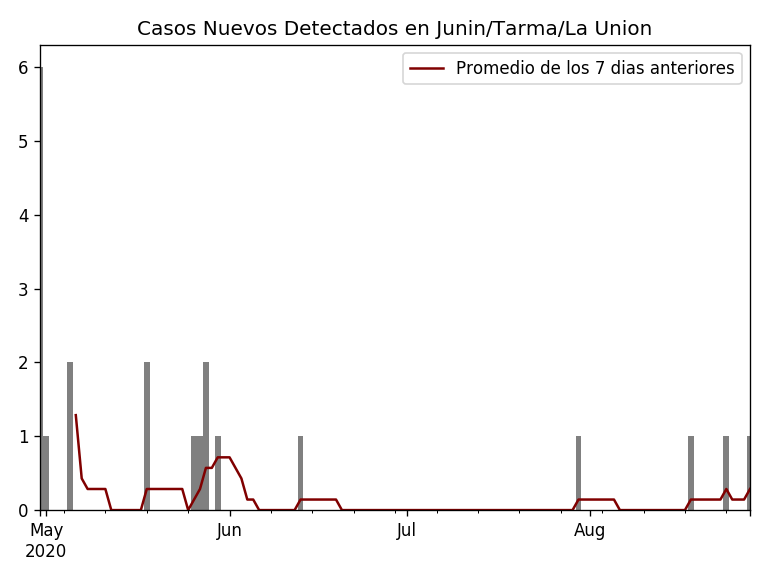 Casos Nuevos Detectados en Junin/Tarma/La Union
Promedio de los 7 dias anteriores
6
5
4
3
2
1
0
May Jun Jul Aug
2020